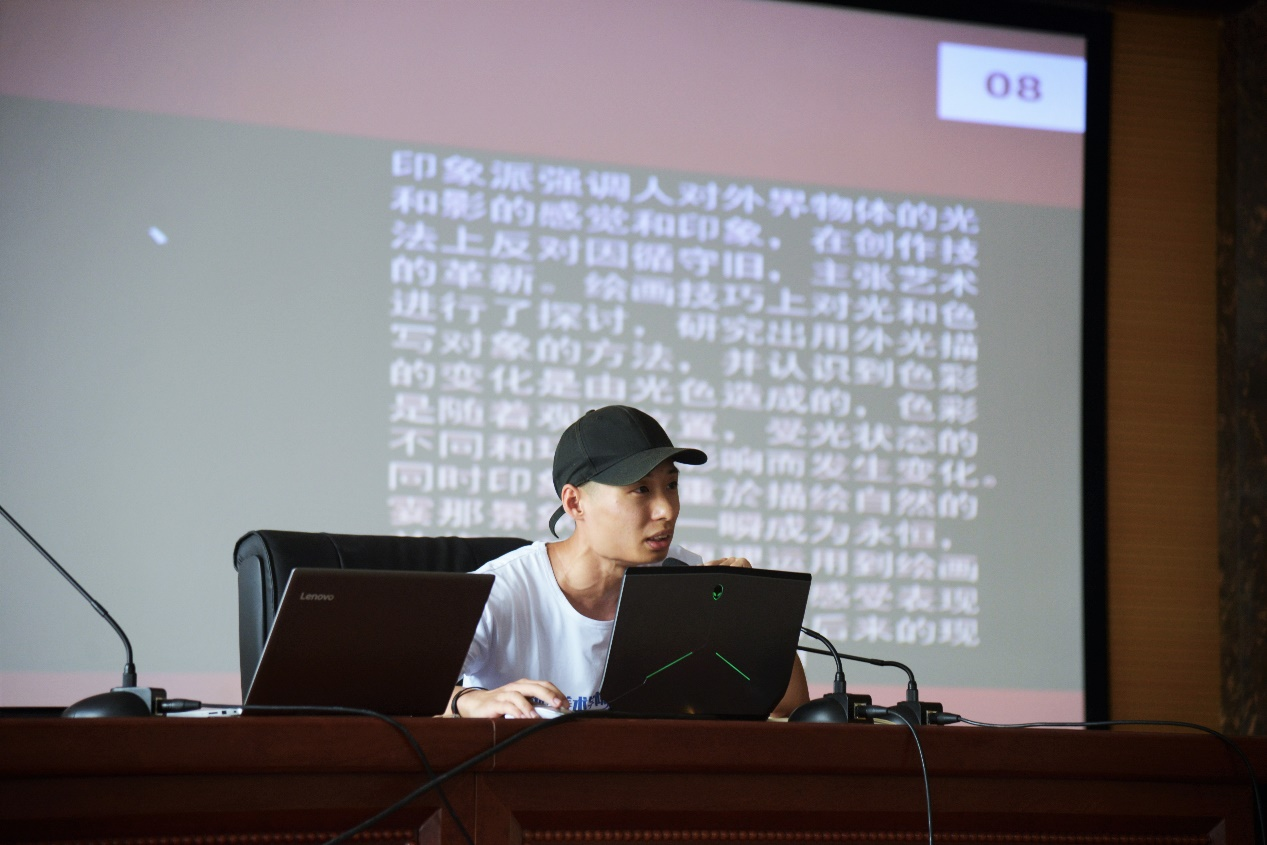 08
印象派强调人对外界物体的光
和影的感觉和印象，在创作技
法上反对因循守旧，主张艺术
的革新。绘画技巧上对光和色
进行了探讨，研究出用外光描
写对象的方法，并认识到色彩
的变化是由光色造成的，色彩
是随着观 置，受光状态的
不同和 影响而发生变化。
同时印 重於描绘自然的
霎那景 一瞬成为永恒，
用到绘画
感受表现
后来的现
Lenovo